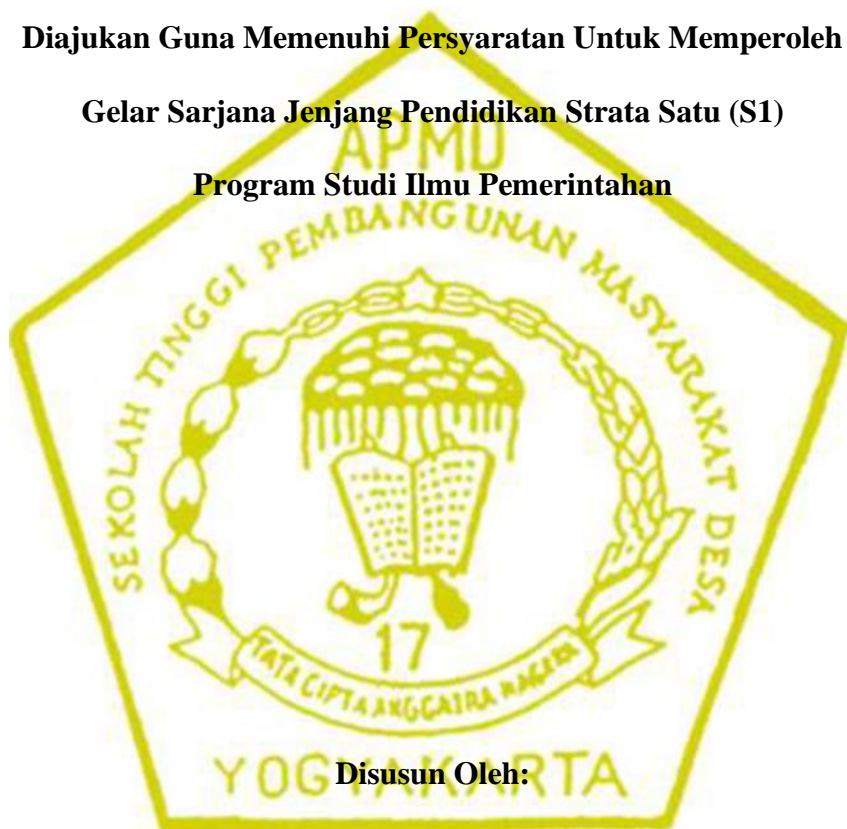 Diajukan Guna Memenuhi Persyaratan Untuk Memperoleh
Gelar Sarjana Jenjang Pendidikan Strata Satu (S1)
APMD
Program Studi Ilmu Pemerintahan
SEKOLAH TINGGI PEMBANGUNAN MASYARAKAT DESA
17
TATA CIPTA ANGGATRA NAGARI
YOGYAKARTA
Disusun Oleh: